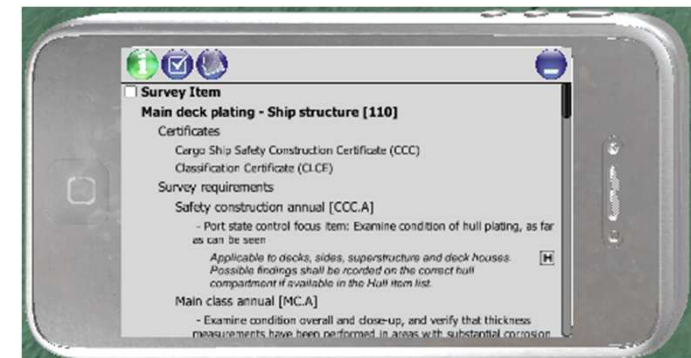 Survey Item
Main deck plating - Ship structure [110]
Certificates
Cargo Ship Safety Construction Certificate (CCC)
Classification Certificate (CLCE)
Survey requirements
Safety construction annual [CCC.A]
- Port state control focus item: Examine condition of hull plating, as far
as can be seen
Applicable to decks, sides, superstructure and deck houses.
Possible findings shall be rcorded on the correct hull
compartment if available in the Hull item list.
H
Main class annual [MC.A]
- Examine condition overall and close-up, and verify that thickness
measurements have been performed in areas with substantial corrosion